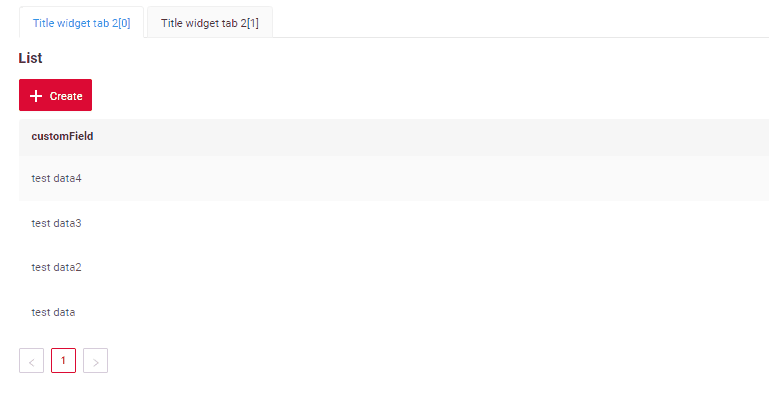 Title widget tab 2[0] Title widget tab 2[1]
List
Create
customField
test data4
test data3
test data2
test data
1